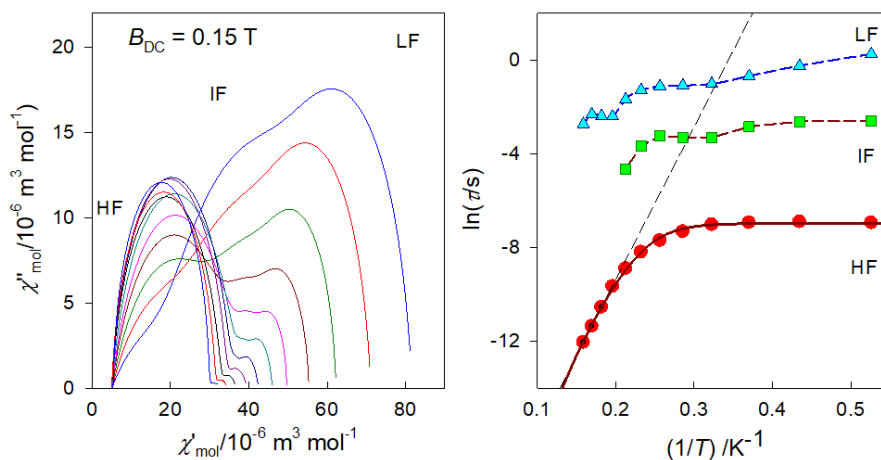 B_DC = 0.15 T
LF
IF
HF
20
15
10
5
0
χ''_mol/10^-6 m^3 mol^-1)
0 20 40 60 80
χ'_mol/10^-6 m^3 mol^-1
LF
IF
HF
0
-4
-8
-12
ln(τ/s)
0.1 0.2 0.3 0.4 0.5
(1/T) /K^-1